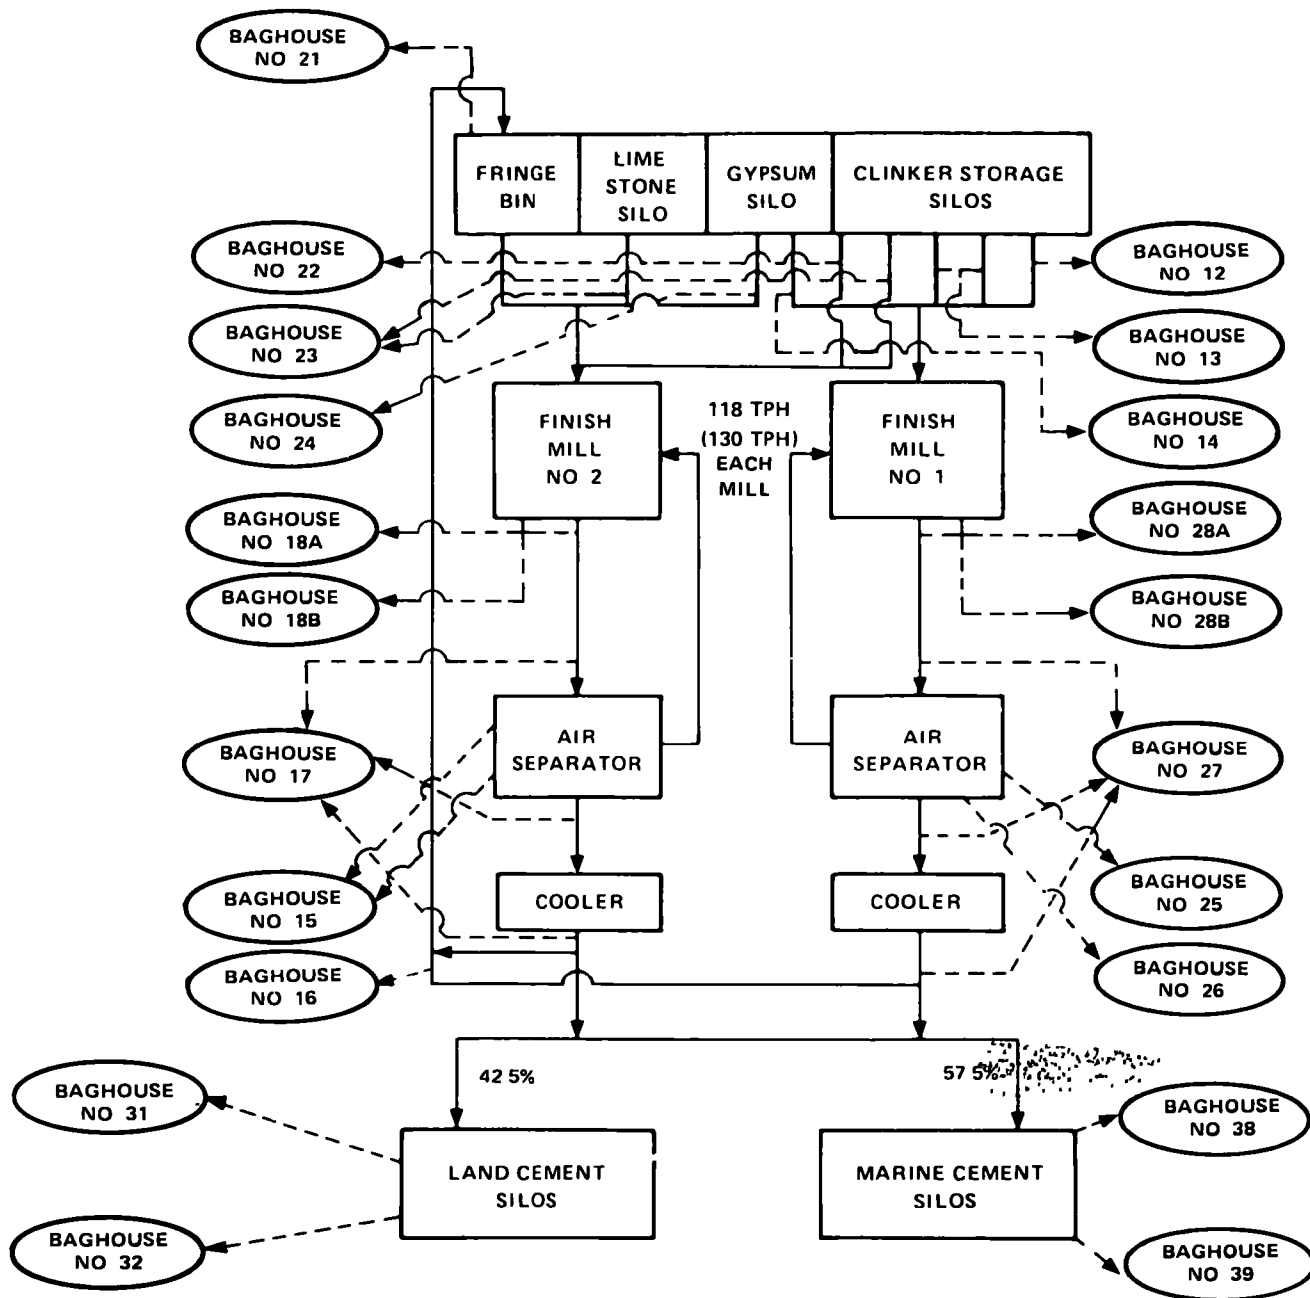 BAGHOUSE
NO 21
FRINGE
BIN
LIME
STONE
SILO
GYPSUM
SILO
CLINKER STORAGE
SILOS
BAGHOUSE
NO 22
BAGHOUSE
NO 12
BAGHOUSE
NO 23
BAGHOUSE
NO 13
BAGHOUSE
NO 24
FINISH
MILL
NO 2
118 TPH
(130 TPH)
EACH
MILL
FINISH
MILL
NO 1
BAGHOUSE
NO 14
BAGHOUSE
NO 18A
BAGHOUSE
NO 28A
BAGHOUSE
NO 18B
BAGHOUSE
NO 28B
BAGHOUSE
NO 17
AIR
SEPARATOR
AIR
SEPARATOR
BAGHOUSE
NO 27
BAGHOUSE
NO 15
COOLER
COOLER
BAGHOUSE
NO 25
BAGHOUSE
NO 16
BAGHOUSE
NO 26
42 5%
57 5%
BAGHOUSE
NO 31
BAGHOUSE
NO 38
LAND CEMENT
SILOS
MARINE CEMENT
SILOS
BAGHOUSE
NO 32
BAGHOUSE
NO 39